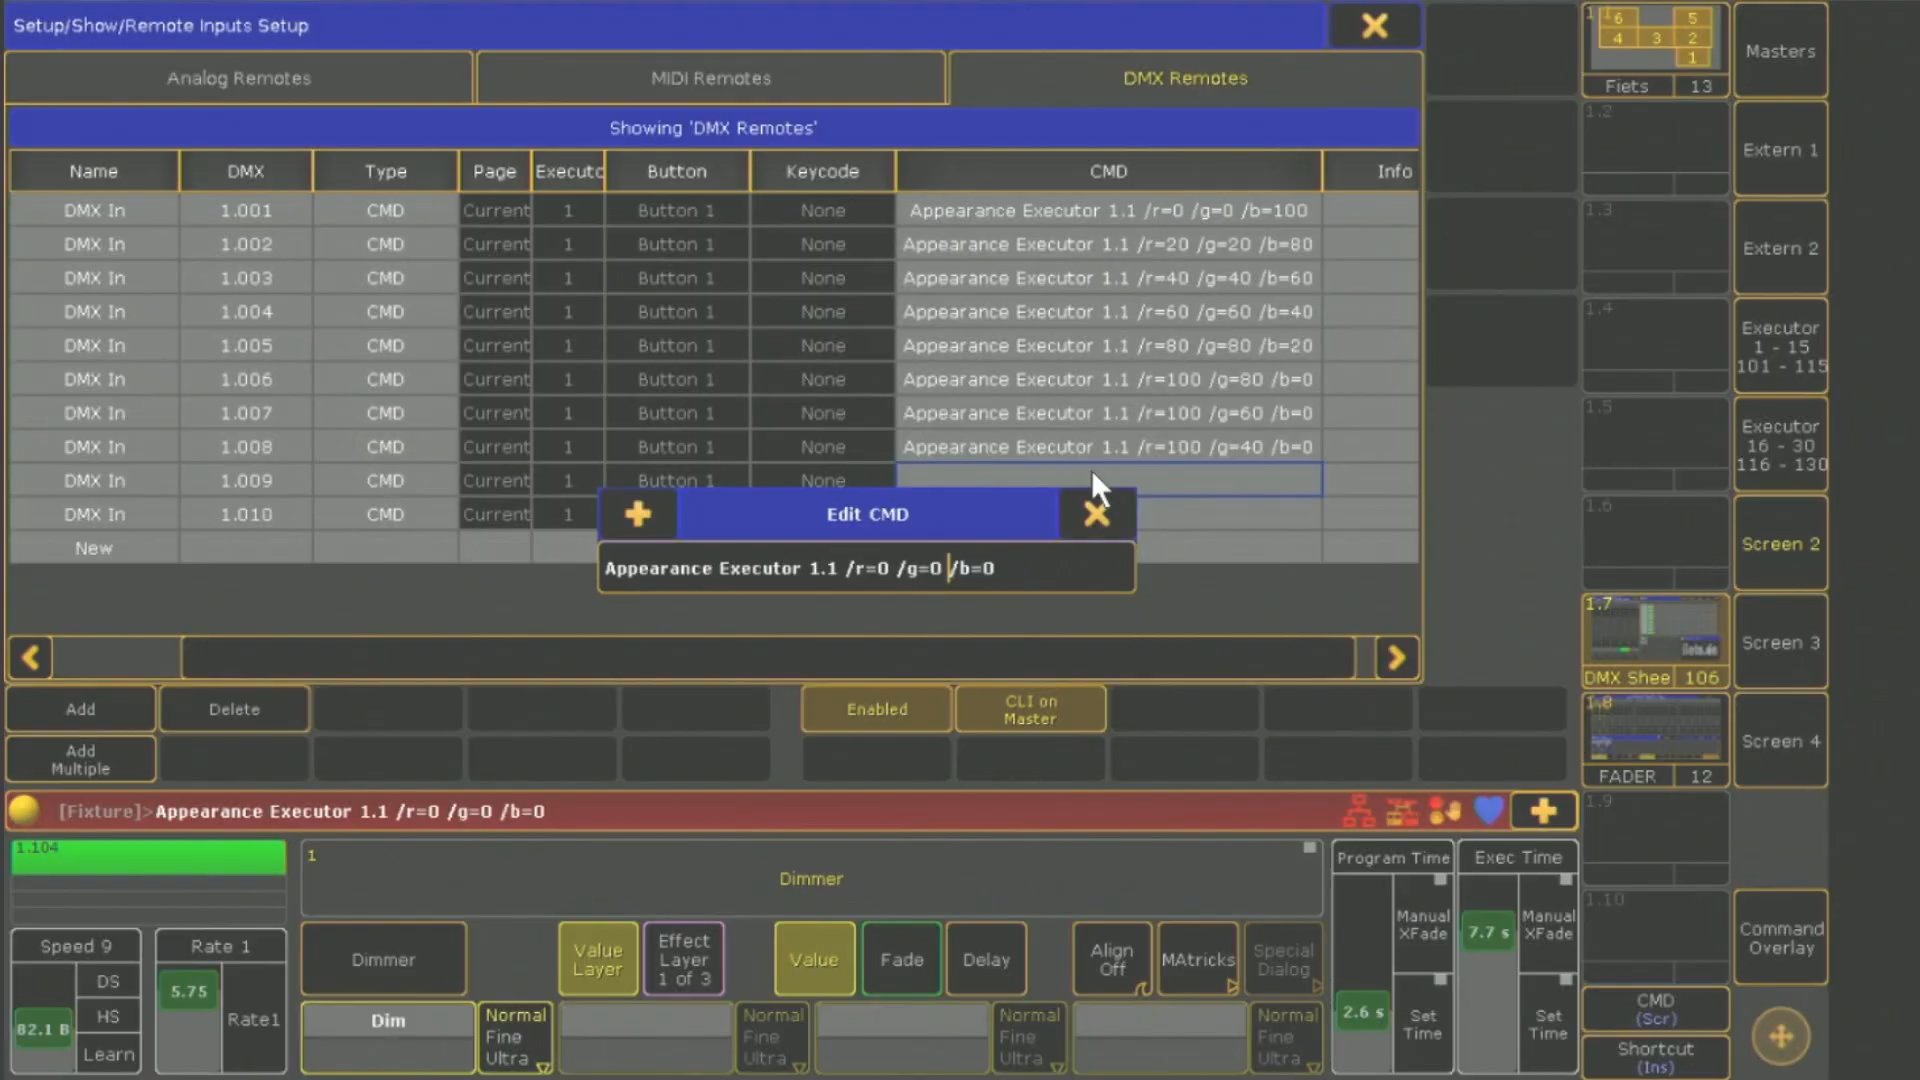 Setup/Show/Remote Inputs Setup
Analog Remotes
MIDI Remotes
DMX Remotes
Showing 'DMX Remotes'
Name DMX Type Page Executo Button Keycode CMD Info
DMX In 1.001 CMD Current 1 Button 1 None Appearance Executor 1.1 /r=0 /g=0 /b=100
DMX In 1.002 CMD Current 1 Button 1 None Appearance Executor 1.1 /r=20 /g=20 /b=80
DMX In 1.003 CMD Current 1 Button 1 None Appearance Executor 1.1 /r=40 /g=40 /b=60
DMX In 1.004 CMD Current 1 Button 1 None Appearance Executor 1.1 /r=60 /g=60 /b=40
DMX In 1.005 CMD Current 1 Button 1 None Appearance Executor 1.1 /r=80 /g=80 /b=20
DMX In 1.006 CMD Current 1 Button 1 None Appearance Executor 1.1 /r=100 /g=80 /b=0
DMX In 1.007 CMD Current 1 Button 1 None Appearance Executor 1.1 /r=100 /g=60 /b=0
DMX In 1.008 CMD Current 1 Button 1 None Appearance Executor 1.1 /r=100 /g=40 /b=0
DMX In 1.009 CMD Current 1 Button 1 None
DMX In 1.010 CMD Current 1
New
Edit CMD
Appearance Executor 1.1 /r=0 /g=0 /b=0
Add
Delete
Enabled
CLI on
Master
Add
Multiple
[Fixture]>Appearance Executor 1.1 /r=0 /g=0 /b=0
1.104
1
Dimmer
Program Time
Exec Time
Speed 9
DS
HS
Learn
82.1 B
Rate 1
5.75
Rate1
Dimmer
Value
Layer
Effect
Layer
1 of 3
Value
Fade
Delay
Align
Off
MAtricks
Special
Dialog
Dim
Normal
Fine
Ultra
Normal
Fine
Ultra
Normal
Fine
Ultra
Normal
Fine
Ultra
Manual
XFade
2.6 s
Set
Time
7.7 s
Manual
XFade
Set
Time
6 5
4 3 2
1
Fiets 13
1.2
1.3
1.4
1.5
1.6
1.7
DMX Shee 106
1.8
FADER 12
1.9
1.10
CMD
(Scr)
Shortcut
(Ins)
Masters
Extern 1
Extern 2
Executor
1 - 15
101 - 115
Executor
16 - 30
116 - 130
Screen 2
Screen 3
Screen 4
Command
Overlay